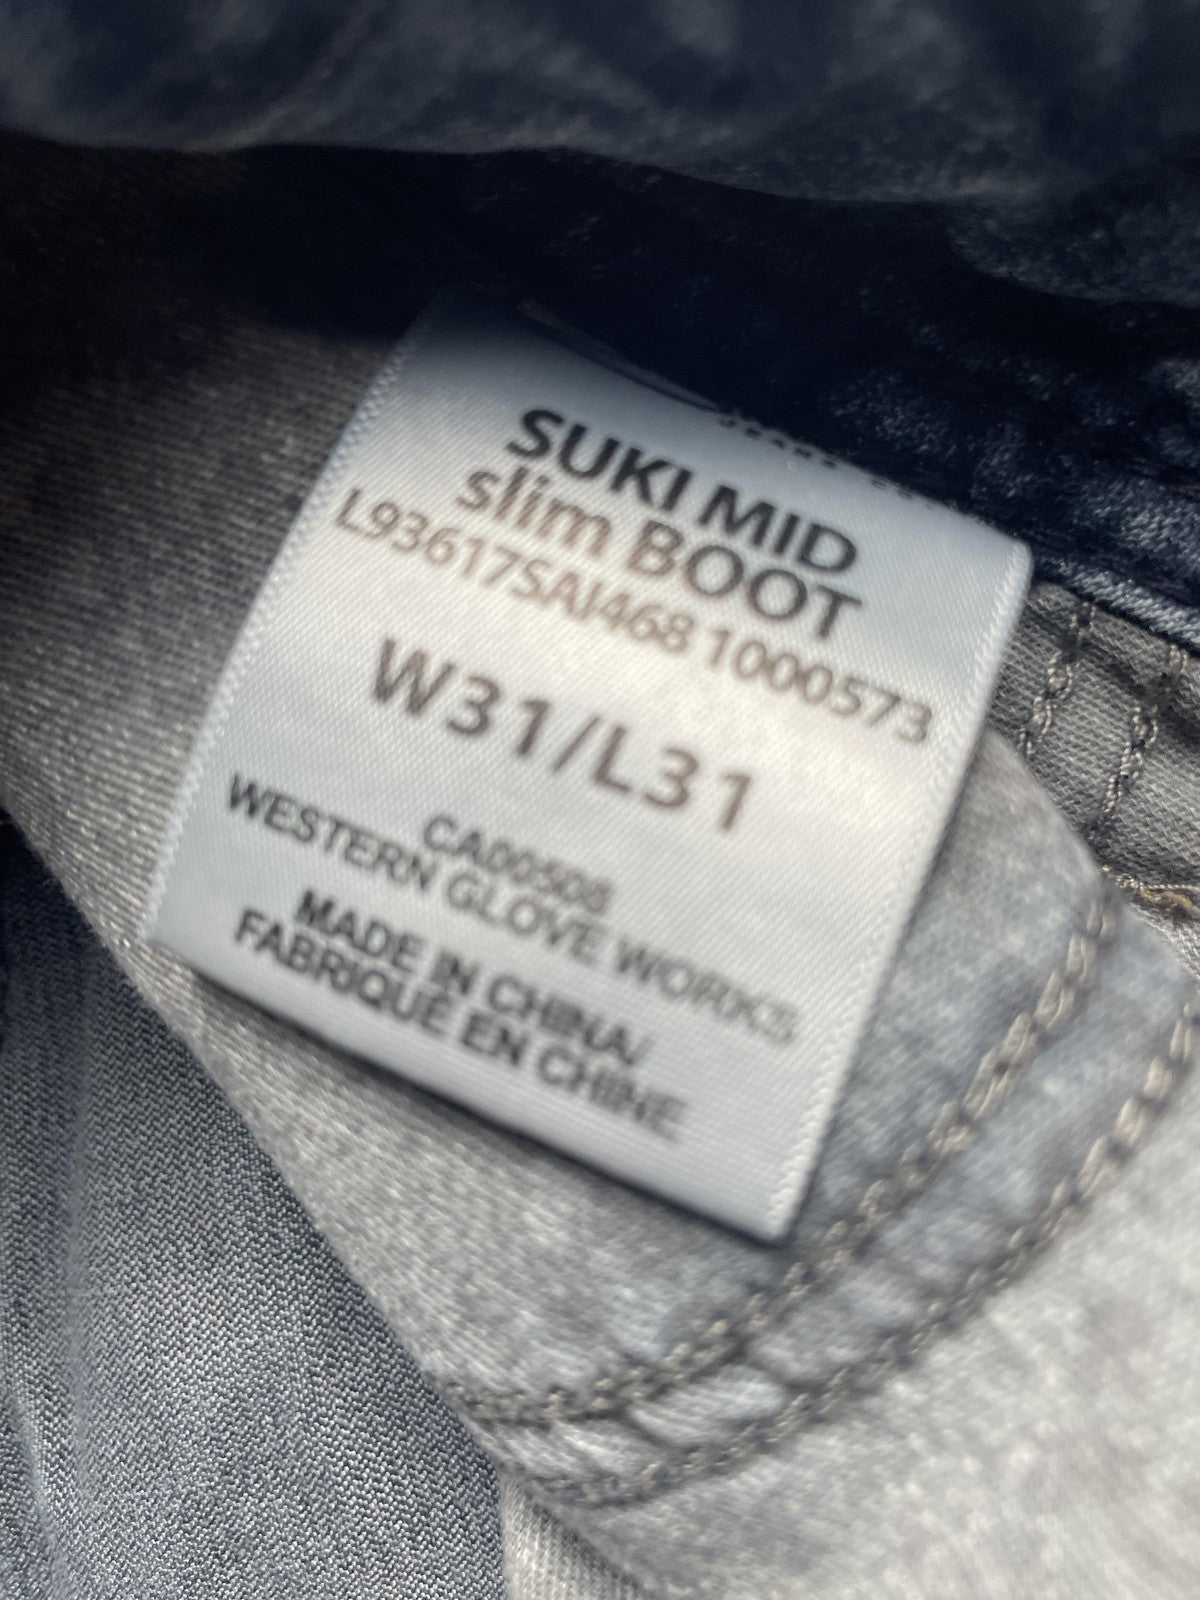 SUKI MID
slim BOOT
L93617SAI468 1000573
W31/L31
CA00508
WESTERN GLOVE WORKS
MADE IN CHINA/
FABRIQUÉ EN CHINE